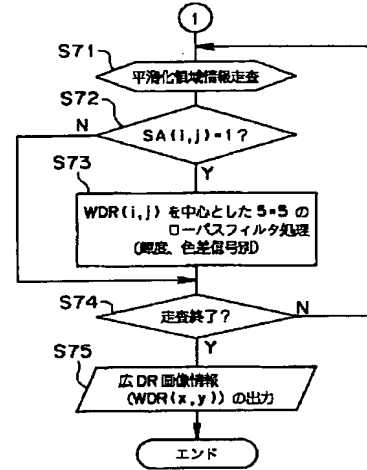 1
S71
平滑化領域情報走査
S72
N
SA(i,j)=1?
S73
Y
WDR(i,j)を中心とした 5*5 の
ローパスフィルタ処理
(輝度、色差信号別)
S74
走査終了?
N
S75
Y
広DR画像情報
(WDR(x,y))の出力
エンド